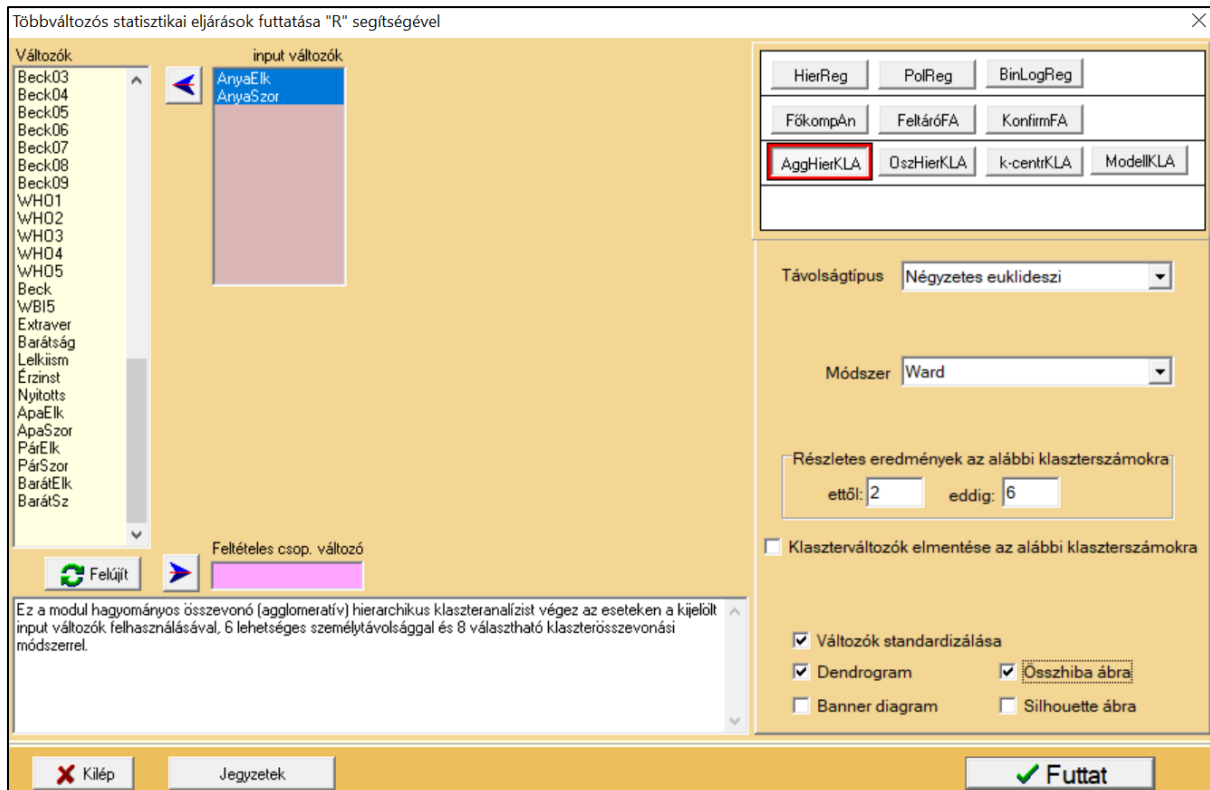 Többváltozós statisztikai eljárások futtatása "R" segítségével
Változók
input változók
Beck03
Beck04
Beck05
Beck06
Beck07
Beck08
Beck09
WHO1
WHO2
WHO3
WHO4
WHO5
Beck
WBI5
Extraver
Barátság
Lelkiism
Érzinst
Nyitotts
ApaElk
ApaSzor
PárElk
PárSzor
BarátElk
BarátSz
AnyaElk
AnyaSzor
Felújít
Feltételes csop. változó
Ez a modul hagyományos összevonó (agglomeratív) hierarchikus klaszteranalízist végez az eseteken a kijelölt
input változók felhasználásával, 6 lehetséges személytávolsággal és 8 választható klaszterösszevonási
módszerrel.
HierReg PolReg BinLogReg
FőkompAn FeltáróFA KonfirmFA
AggHierKLA OszHierKLA k-centrKLA ModellKLA
Távolságtípus Négyzetes euklideszi
Módszer Ward
Részletes eredmények az alábbi klaszterszámokra
ettől: 2 eddig: 6
Klaszterváltozók elmentése az alábbi klaszterszámokra
Változók standardizálása
Dendrogram Összhiba ábra
Banner diagram Silhouette ábra
Kilép Jegyzetek Futtat